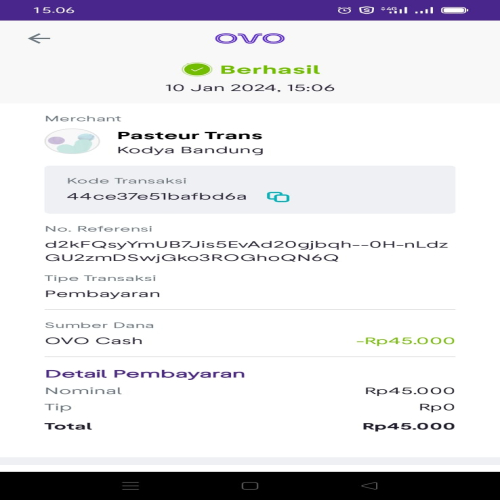 15.06
OVO
Berhasil
10 Jan 2024, 15:06
Merchant
Pasteur Trans
Kodya Bandung
Kode Transaksi
44ce37e51bafbd6a
No. Referensi
d2kFQsyYmUB7Jis5EvAd20gjbqh--0H-nLdz
GU2zmDSwjGko3ROGhoQN6Q
Tipe Transaksi
Pembayaran
Sumber Dana
OVO Cash -Rp45.000
Detail Pembayaran
Nominal Rp45.000
Tip Rp0
Total Rp45.000